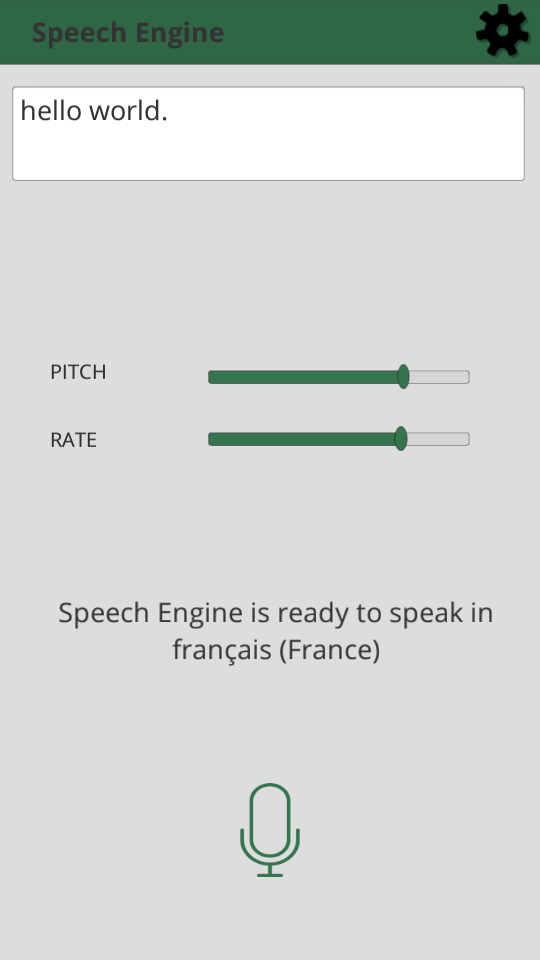 Speech Engine
hello world.
PITCH
RATE
Speech Engine is ready to speak in
français (France)